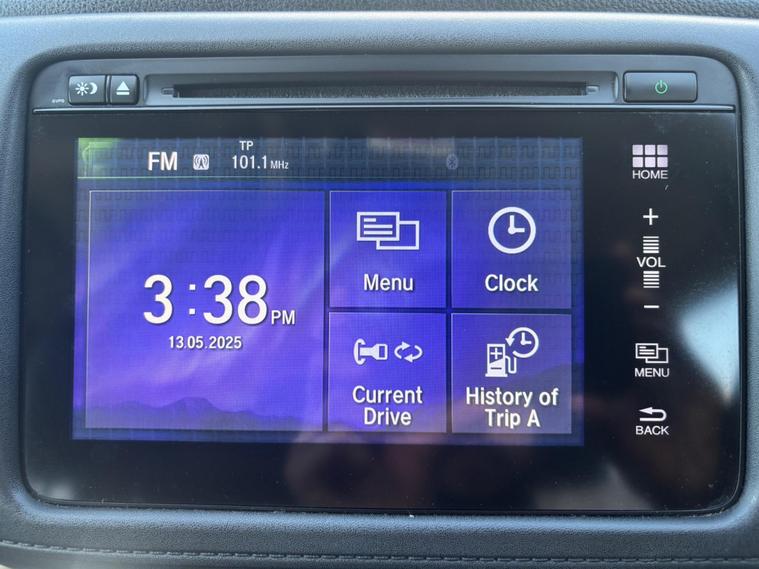 FM
TP
101.1 MHz
HOME
+
VOL
−
MENU
BACK
3:38 PM
13.05.2025
Menu
Clock
Current
Drive
History of
Trip A